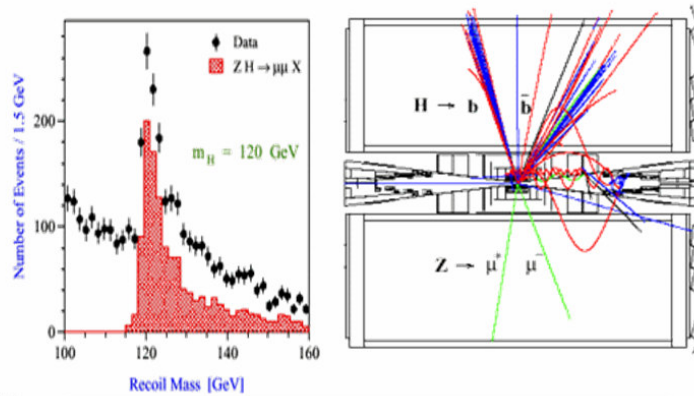 Number of Events / 1.5 GeV
200
100
0
Data
Z H → μμ X
m_H = 120 GeV
100
120
140
160
Recoil Mass [GeV]
H → b b̄
Z → μ⁺ μ⁻